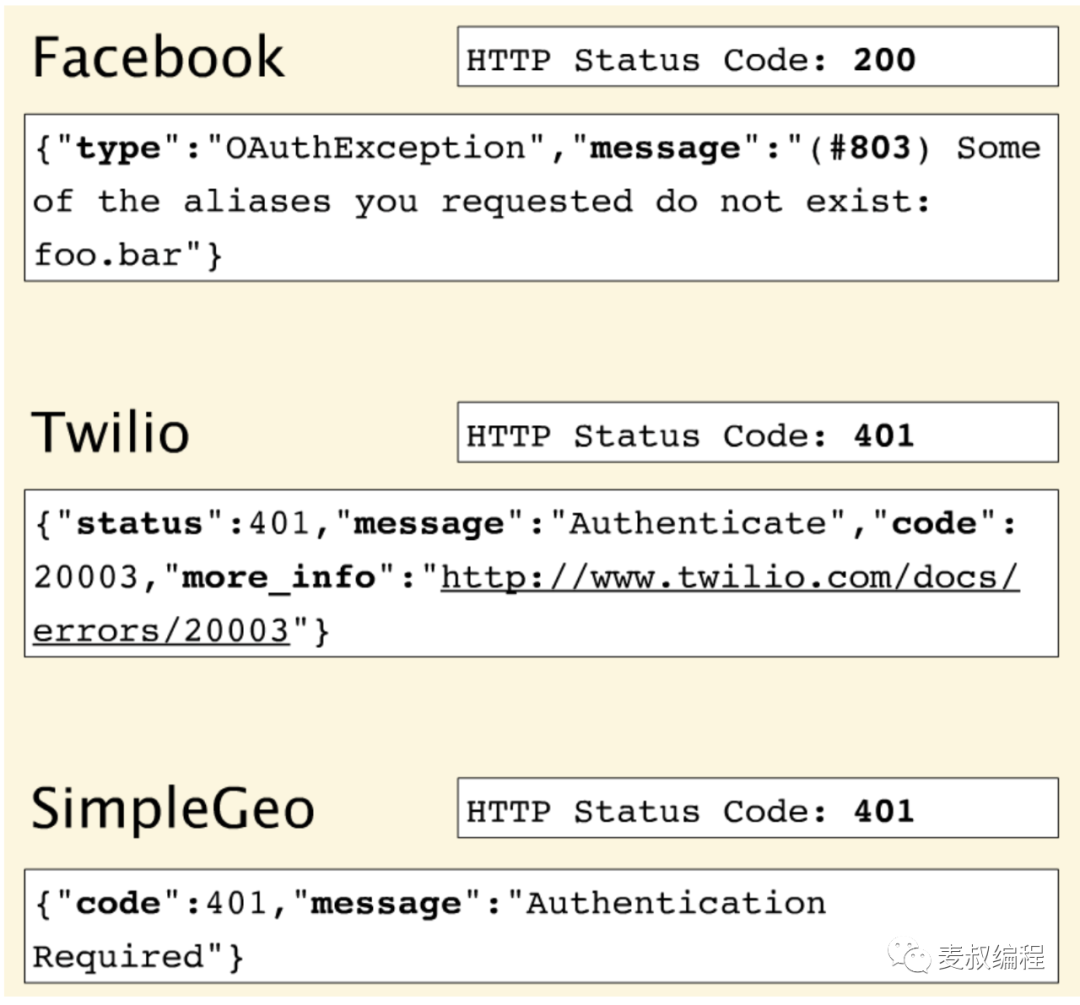 Facebook
HTTP Status Code: 200
{"type":"OAuthException","message":"(#803) Some
of the aliases you requested do not exist:
foo.bar"}
Twilio
HTTP Status Code: 401
{"status":401,"message":"Authenticate","code":
20003,"more_info":"http://www.twilio.com/docs/
errors/20003"}
SimpleGeo
HTTP Status Code: 401
{"code":401,"message":"Authentication
Required"}
麦叔编程